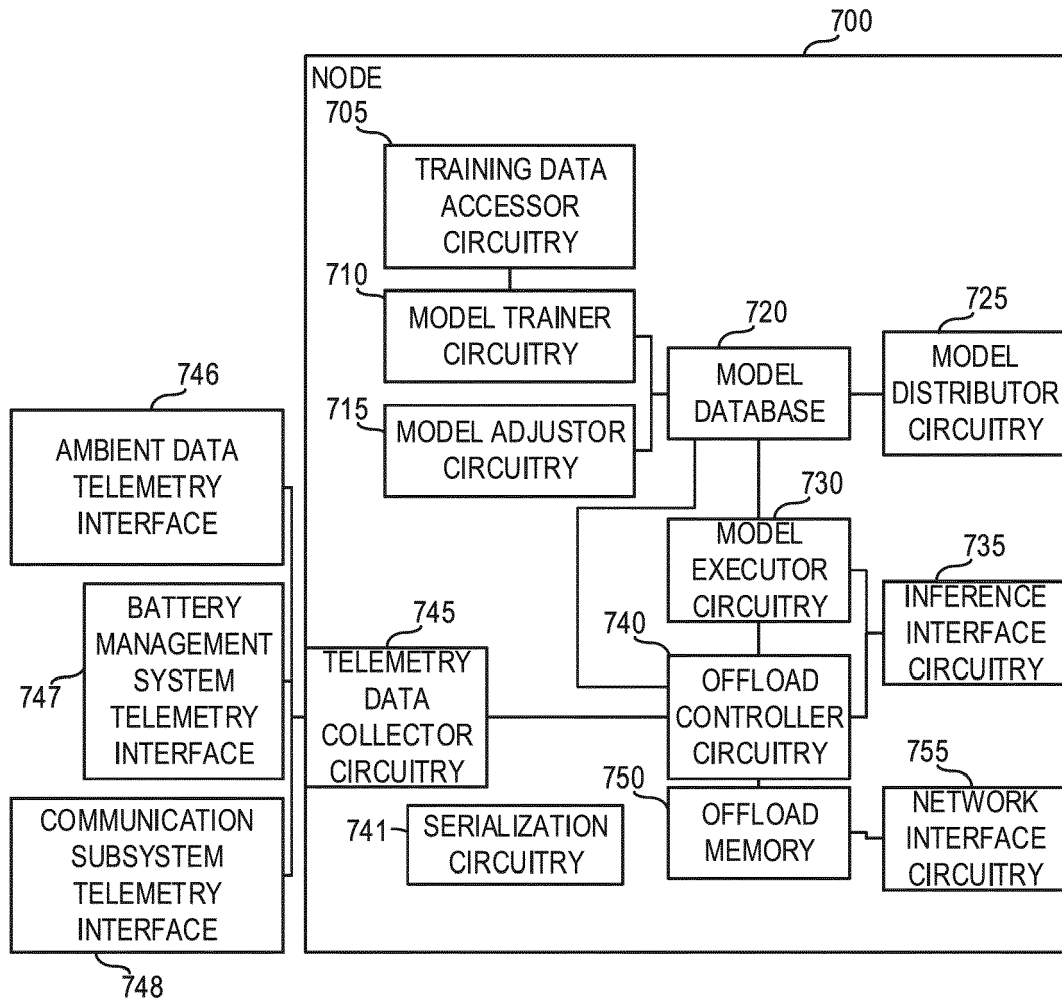 700
NODE
705
TRAINING DATA
ACCESSOR
CIRCUITRY
710
MODEL TRAINER
CIRCUITRY
715
MODEL ADJUSTOR
CIRCUITRY
720
MODEL
DATABASE
725
MODEL
DISTRIBUTOR
CIRCUITRY
730
MODEL
EXECUTOR
CIRCUITRY
735
INFERENCE
INTERFACE
CIRCUITRY
740
OFFLOAD
CONTROLLER
CIRCUITRY
746
AMBIENT DATA
TELEMETRY
INTERFACE
747
BATTERY
MANAGEMENT
SYSTEM
TELEMETRY
INTERFACE
745
TELEMETRY
DATA
COLLECTOR
CIRCUITRY
COMMUNICATION
SUBSYSTEM
TELEMETRY
INTERFACE
748
741
SERIALIZATION
CIRCUITRY
750
OFFLOAD
MEMORY
755
NETWORK
INTERFACE
CIRCUITRY